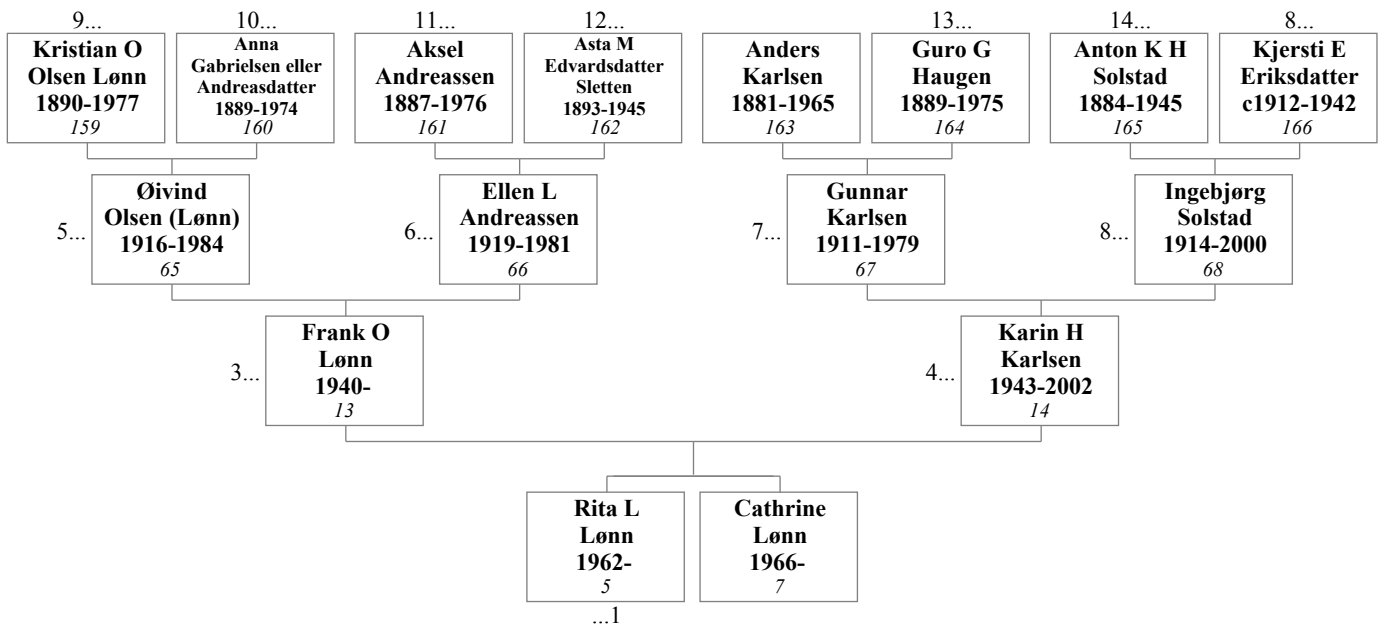 9...
10...
11...
12...
13...
14...
8...
Kristian O
Olsen Lønn
1890-1977
159
Anna
Gabrielsen eller
Andreasdatter
1889-1974
160
Aksel
Andreassen
1887-1976
161
Asta M
Edvardsdatter
Sletten
1893-1945
162
Anders
Karlsen
1881-1965
163
Guro G
Haugen
1889-1975
164
Anton K H
Solstad
1884-1945
165
Kjersti E
Eriksdatter
c1912-1942
166
5...
Øivind
Olsen (Lønn)
1916-1984
65
6...
Ellen L
Andreassen
1919-1981
66
7...
Gunnar
Karlsen
1911-1979
67
8...
Ingebjørg
Solstad
1914-2000
68
3...
Frank O
Lønn
1940-
13
4...
Karin H
Karlsen
1943-2002
14
Rita L
Lønn
1962-
5
Cathrine
Lønn
1966-
7
...1